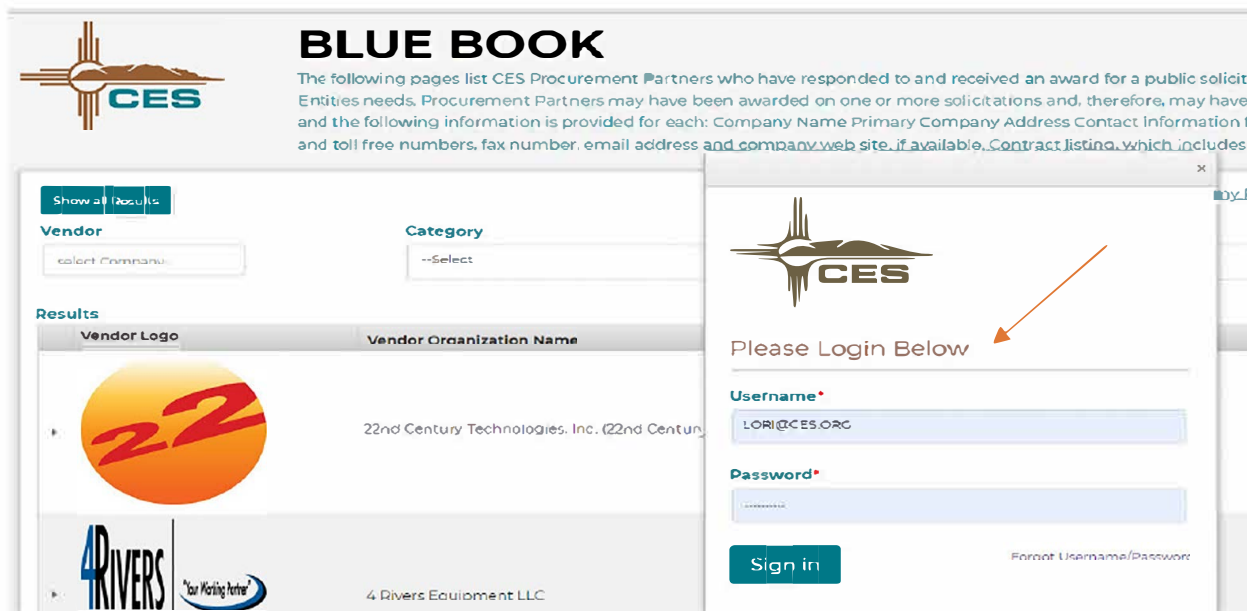 CES
BLUE BOOK
The following pages list CES Procurement Partners who have responded to and received an award for a public solicit
Entities needs. Procurement Partners may have been awarded on one or more solicitations and, therefore, may have
and the following information is provided for each: Company Name Primary Company Address Contact Information f
and toll free numbers, fax number, email address and company web site, if available, Contract listing, which includes
Show all Results
my
Vendor
Category
select Company
--Select
Results
Vendor Logo
Vendor Organization Name
22
22nd Century Technologies, Inc. (22nd Century
4RIVERS
"Your Working Partner"
4 Rivers Equipment LLC
×
CES
Please Login Below
Username*
LORI@CES.ORG
Password*
Sign in
Forgot Username/Password